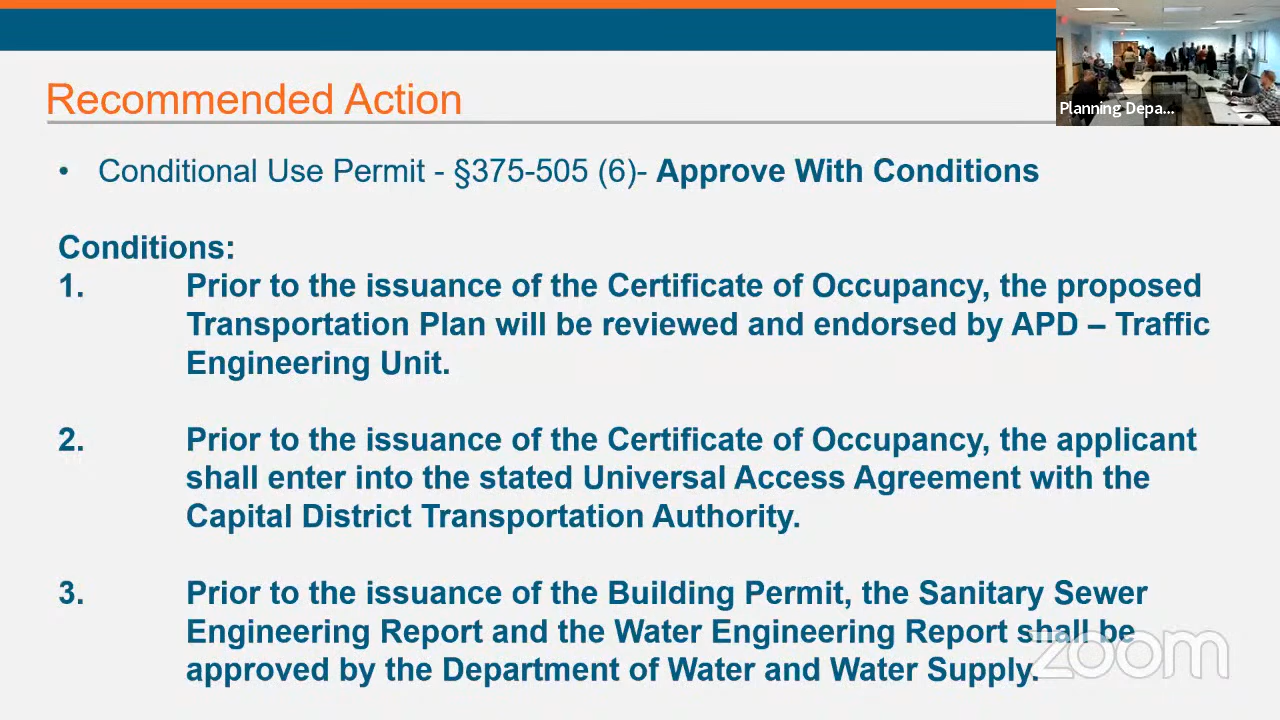 Planning Depa...
Recommended Action
• Conditional Use Permit - §375-505 (6)- Approve With Conditions
Conditions:
1. Prior to the issuance of the Certificate of Occupancy, the proposed
Transportation Plan will be reviewed and endorsed by APD – Traffic
Engineering Unit.
2. Prior to the issuance of the Certificate of Occupancy, the applicant
shall enter into the stated Universal Access Agreement with the
Capital District Transportation Authority.
3. Prior to the issuance of the Building Permit, the Sanitary Sewer
Engineering Report and the Water Engineering Report shall be
approved by the Department of Water and Water Supply.
zoom